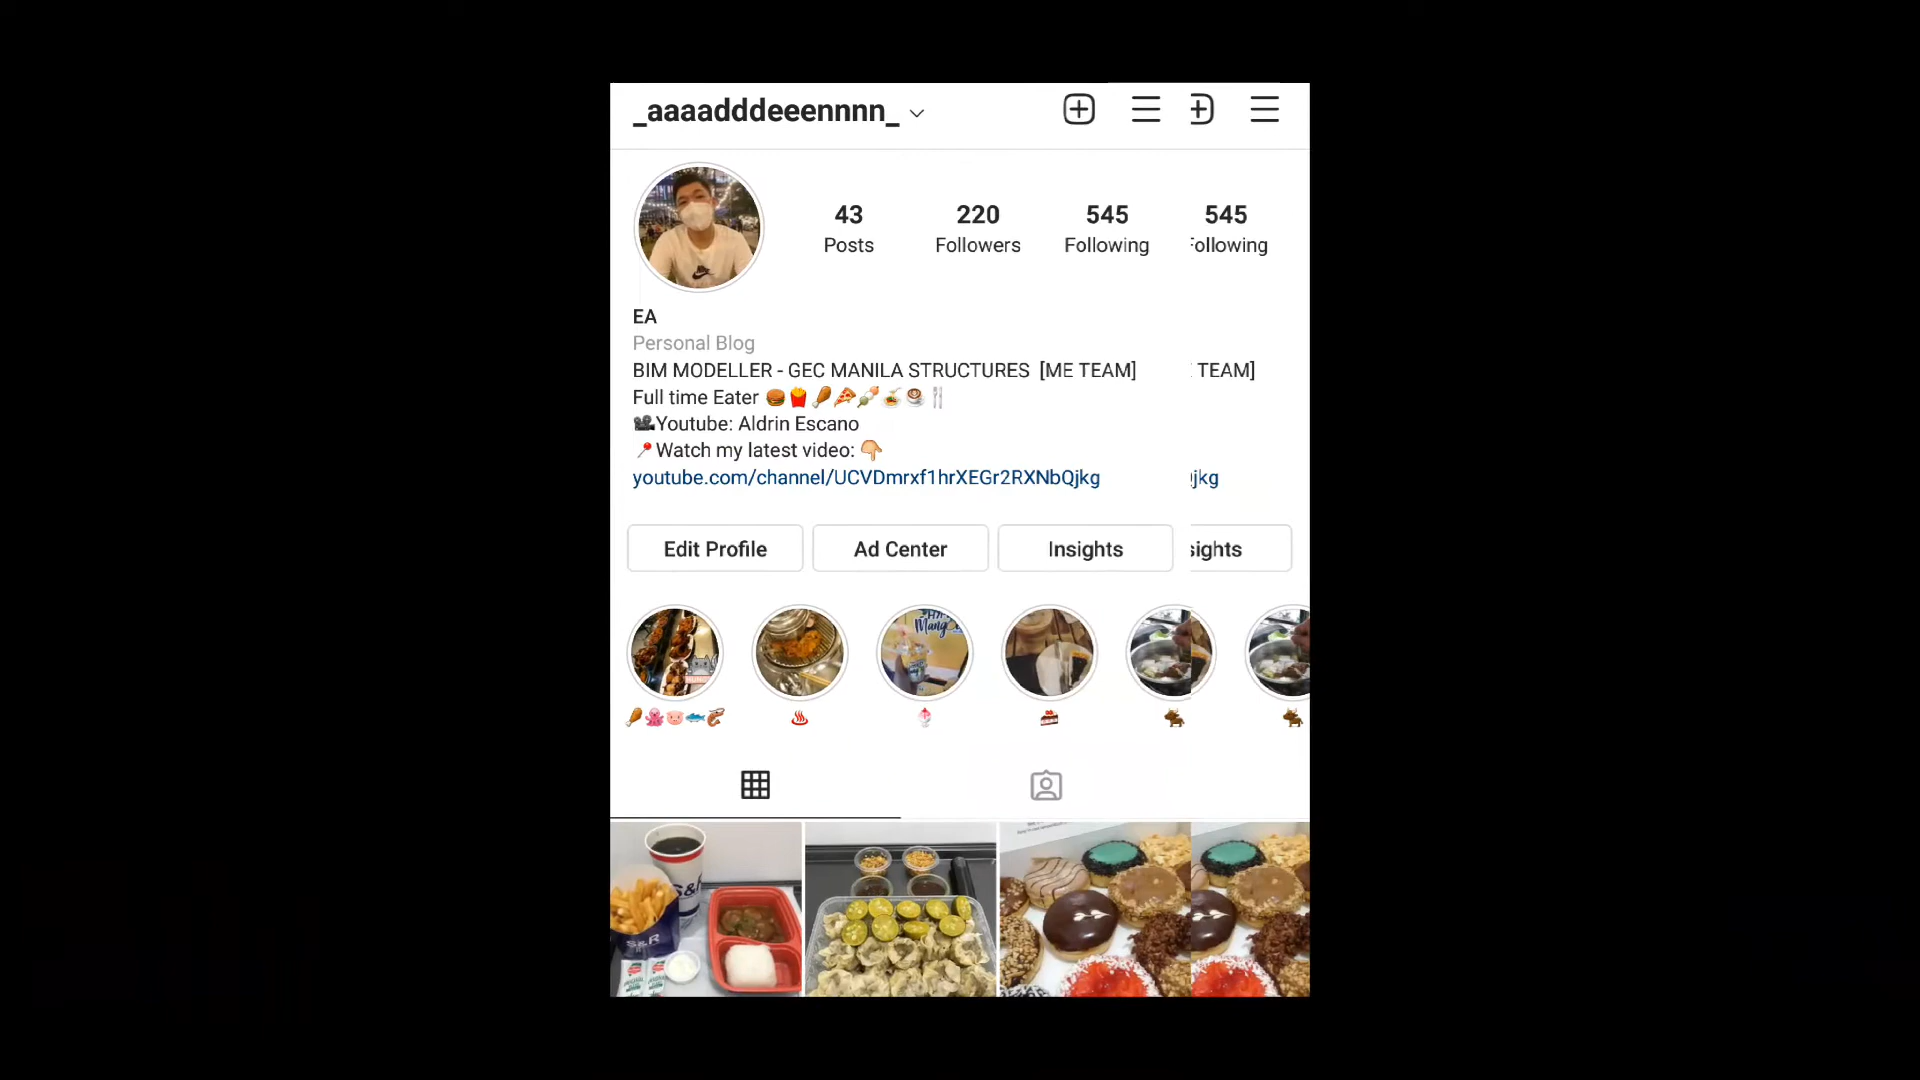 _aaaadddeeennnn_
43 220 545 545
Posts Followers Following ollowing
EA
Personal Blog
BIM MODELLER - GEC MANILA STRUCTURES [ME TEAM] TEAM]
Full time Eater 🍔🍟🍗🍕🍢🍝☕🍴
🎥Youtube: Aldrin Escano
📍Watch my latest video: 👇
youtube.com/channel/UCVDmrxf1hrXEGr2RXNbQjkg jkg
Edit Profile Ad Center Insights sights
Mang
S&R
S&R